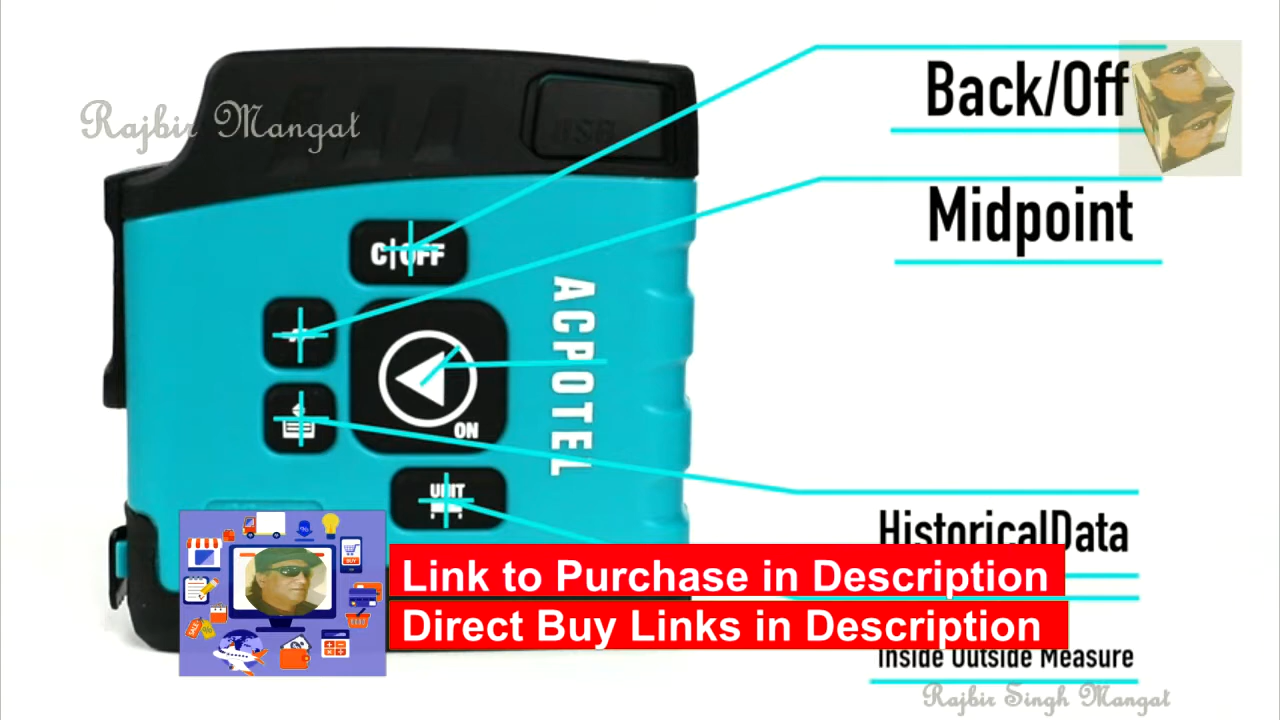 Back/Off
Rajbir Mangat
USB
Midpoint
C|OFF
ACPOTEL
ON
UNIT
HistoricalData
Link to Purchase in Description
Direct Buy Links in Description
Inside Outside Measure
Rajbir Singh Mangat